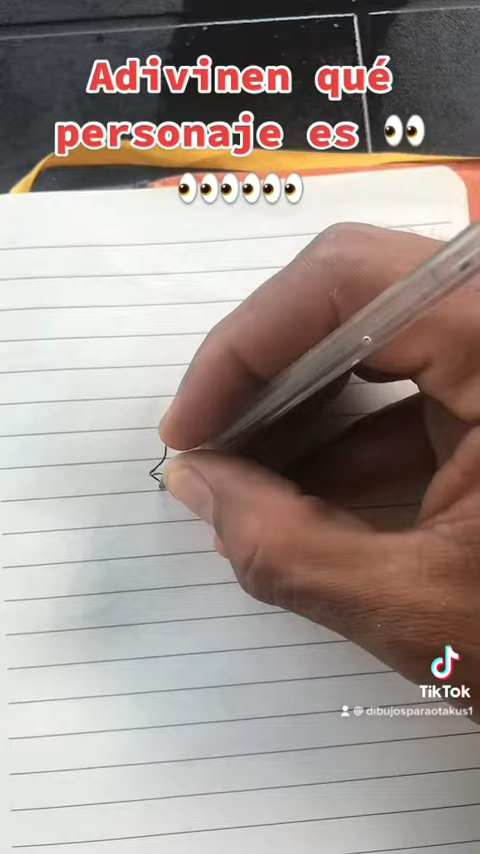 Adivinen qué
personaje es 👀
👀👀👀
TikTok
@dibujosparaotakus1